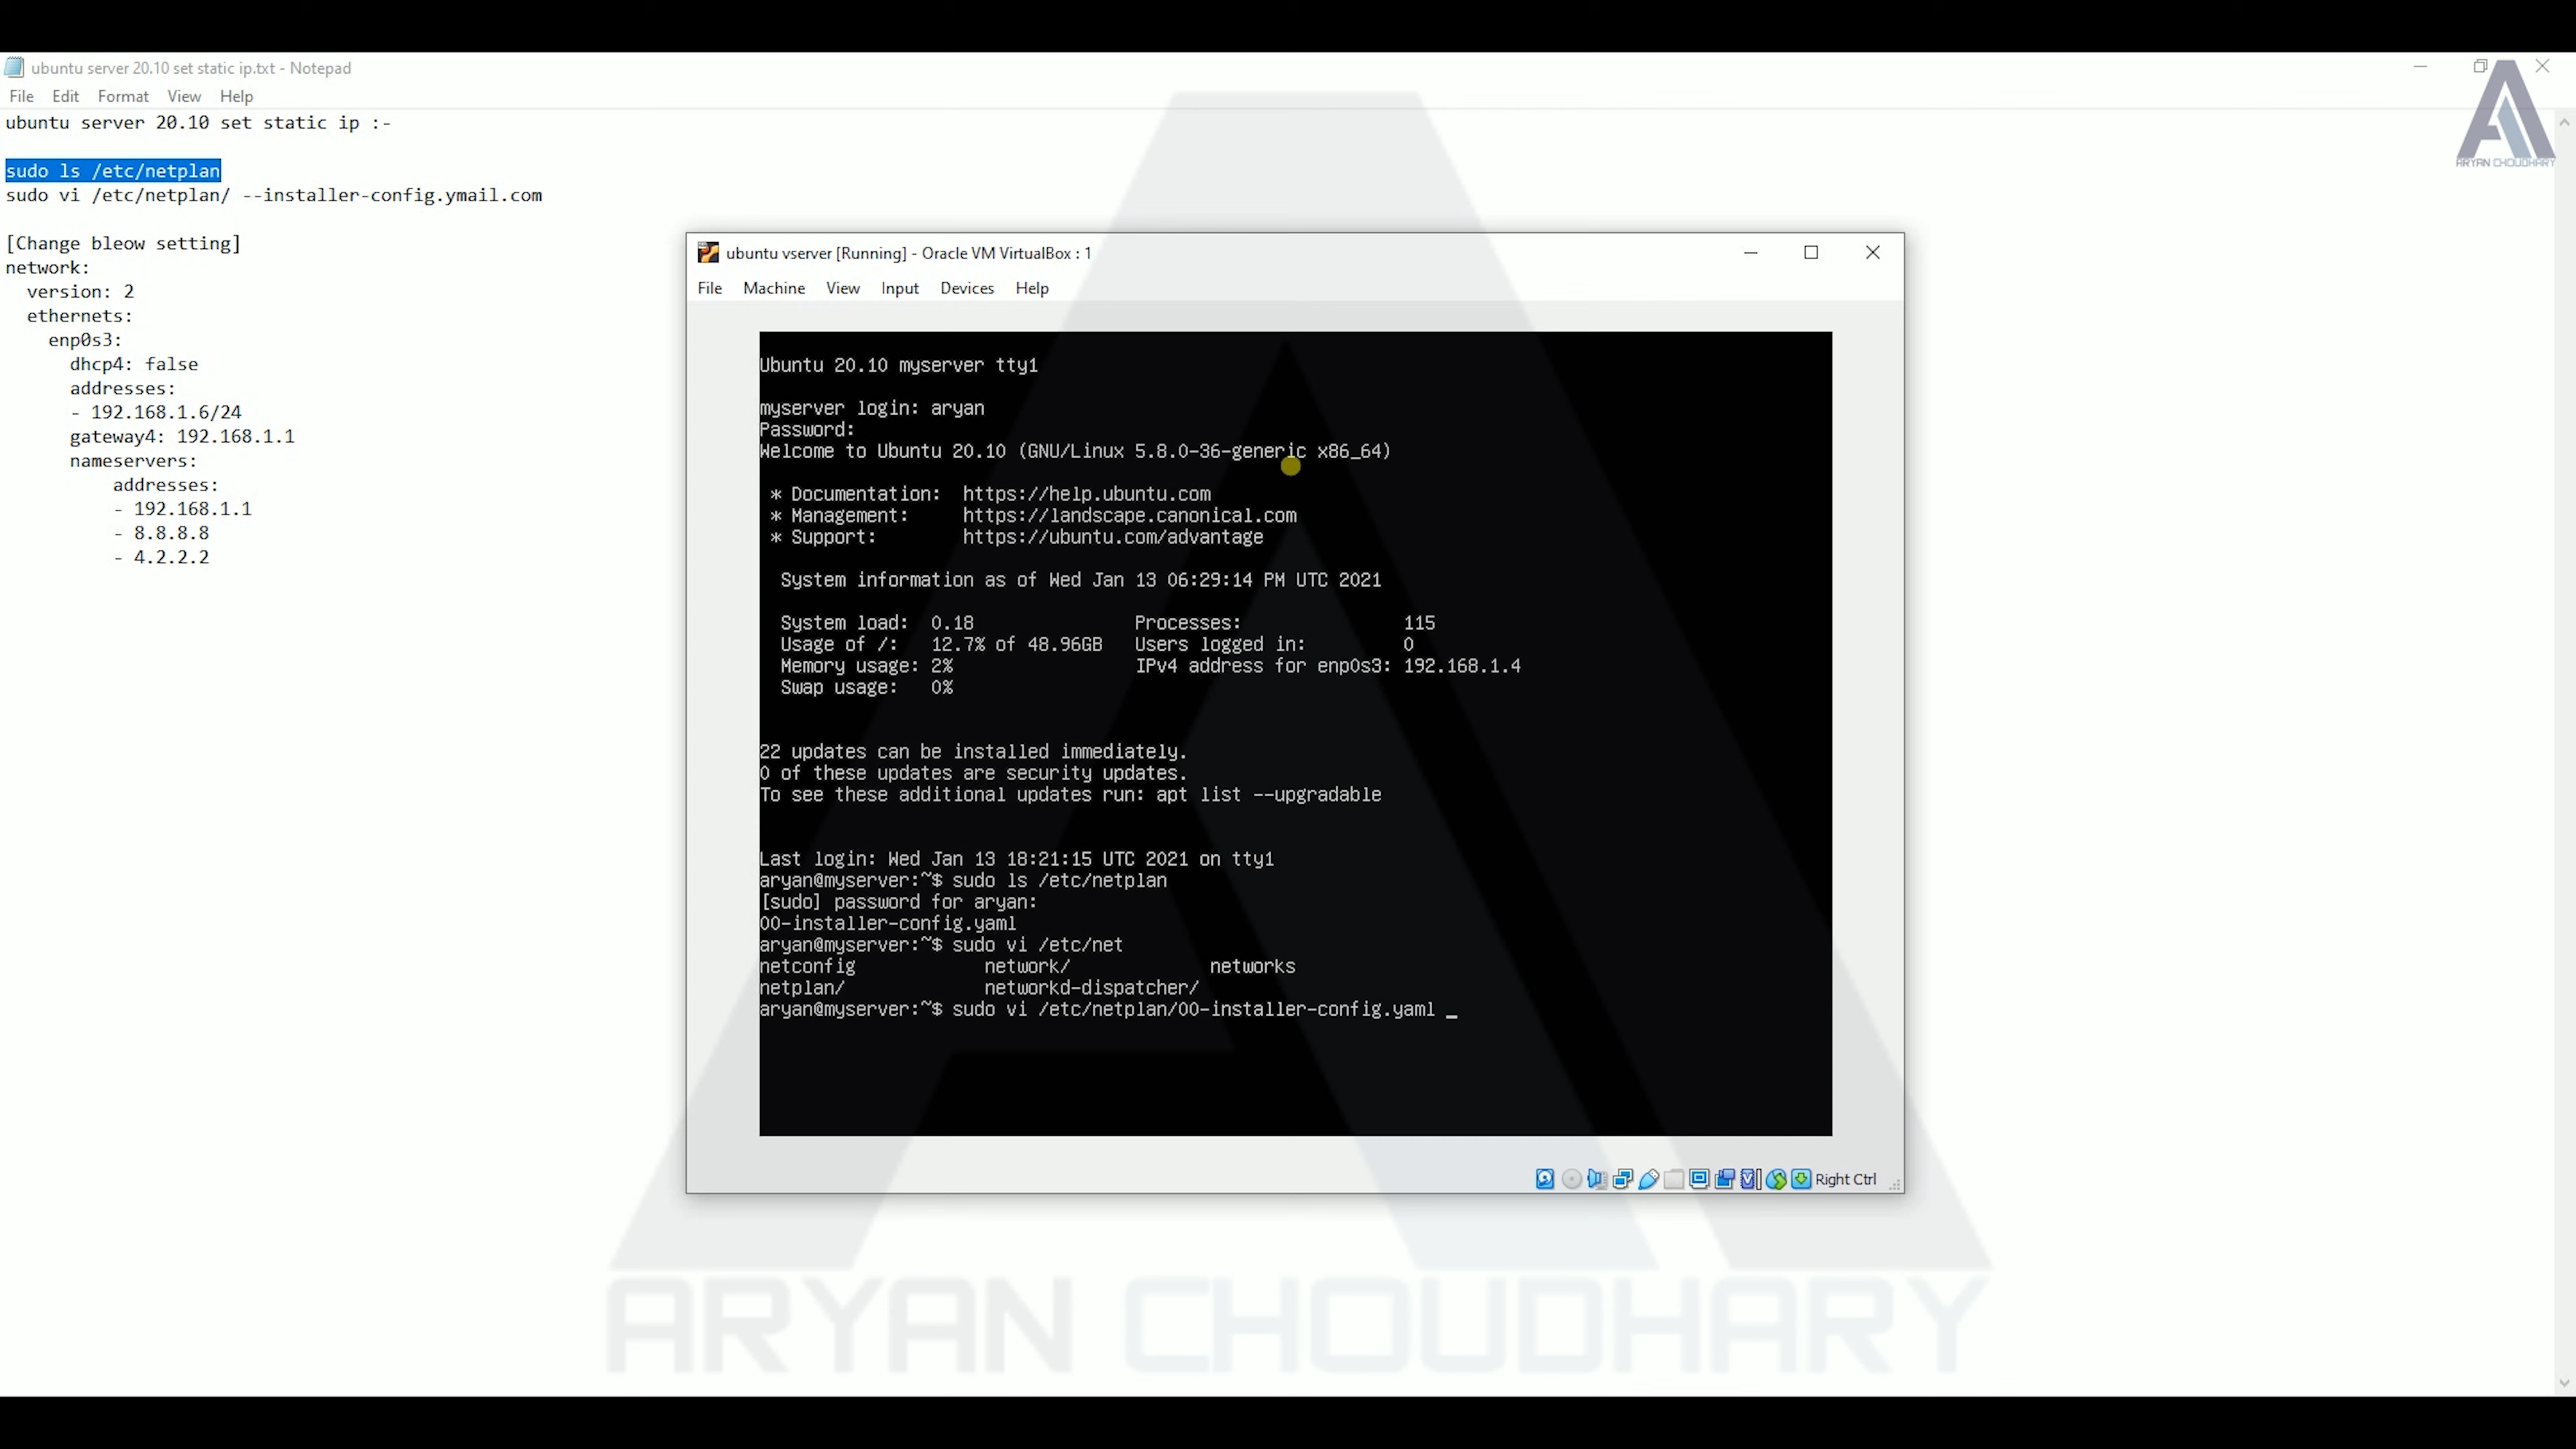 ubuntu server 20.10 set static ip.txt - Notepad
File Edit Format View Help
ubuntu server 20.10 set static ip :-
sudo ls /etc/netplan
sudo vi /etc/netplan/ --installer-config.ymail.com
[Change bleow setting]
network:
version: 2
ethernets:
enp0s3:
dhcp4: false
addresses:
- 192.168.1.6/24
gateway4: 192.168.1.1
nameservers:
addresses:
- 192.168.1.1
- 8.8.8.8
- 4.2.2.2
ARYAN CHOUDHARY
ubuntu vserver [Running] - Oracle VM VirtualBox : 1
File Machine View Input Devices Help
Ubuntu 20.10 myserver tty1
myserver login: aryan
Password:
Welcome to Ubuntu 20.10 (GNU/Linux 5.8.0-36-generic x86_64)
* Documentation: https://help.ubuntu.com
* Management: https://landscape.canonical.com
* Support: https://ubuntu.com/advantage
System information as of Wed Jan 13 06:29:14 PM UTC 2021
System load: 0.18 Processes: 115
Usage of /: 12.7% of 48.96GB Users logged in: 0
Memory usage: 2% IPv4 address for enp0s3: 192.168.1.4
Swap usage: 0%
22 updates can be installed immediately.
0 of these updates are security updates.
To see these additional updates run: apt list --upgradable
Last login: Wed Jan 13 18:21:15 UTC 2021 on tty1
aryan@myserver:~$ sudo ls /etc/netplan
[sudo] password for aryan:
00-installer-config.yaml
aryan@myserver:~$ sudo vi /etc/net
netconfig network/ networks
netplan/ networkd-dispatcher/
aryan@myserver:~$ sudo vi /etc/netplan/00-installer-config.yaml _
Right Ctrl
ARYAN CHOUDHARY